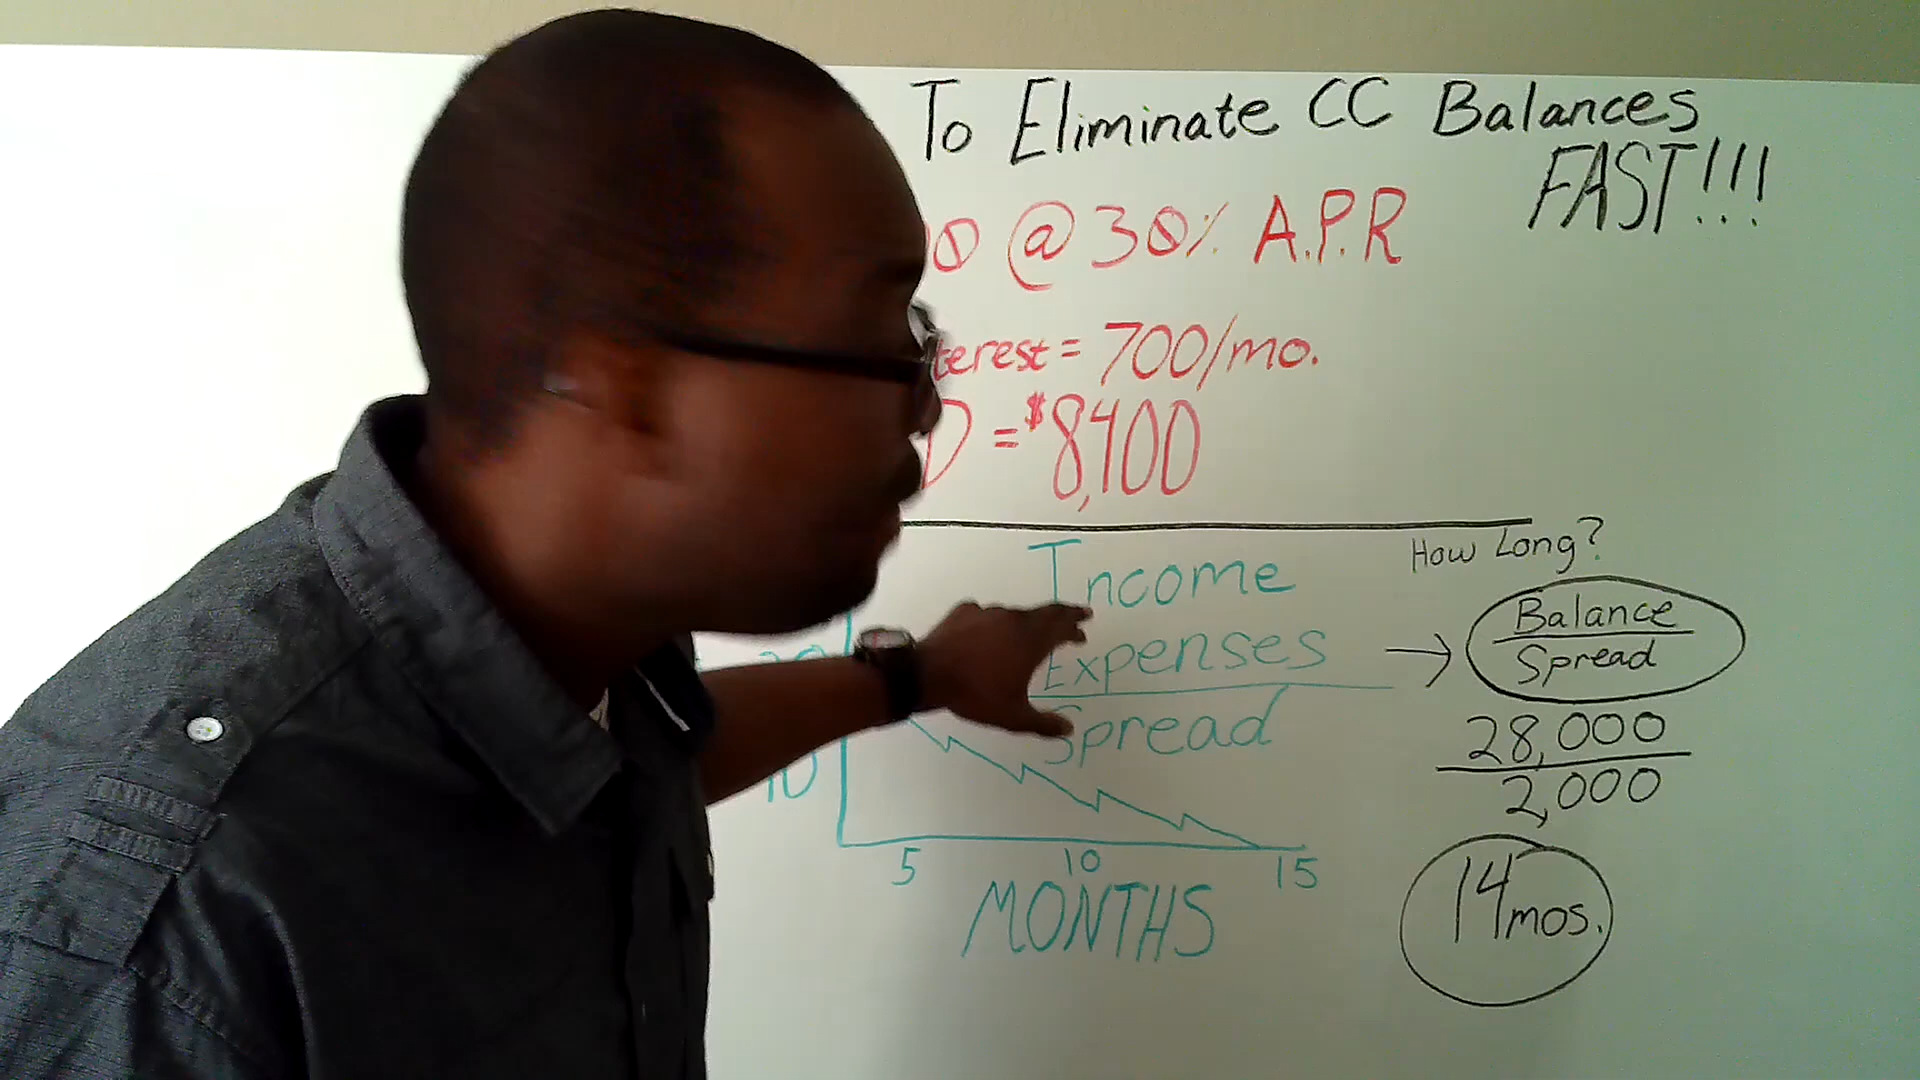 To Eliminate CC Balances
FAST!!!
0 @ 30% A.P.R
terest = 700/mo.
D = $8,400
How Long?
Income
Expenses →
Spread
Balance
Spread
28,000
2,000
14 mos.
10
5 10 15
MONTHS